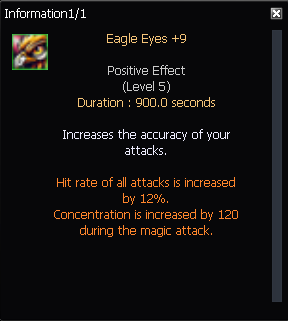 Information1/1
Eagle Eyes +9
Positive Effect
(Level 5)
Duration : 900.0 seconds
Increases the accuracy of your
attacks.
Hit rate of all attacks is increased
by 12%.
Concentration is increased by 120
during the magic attack.